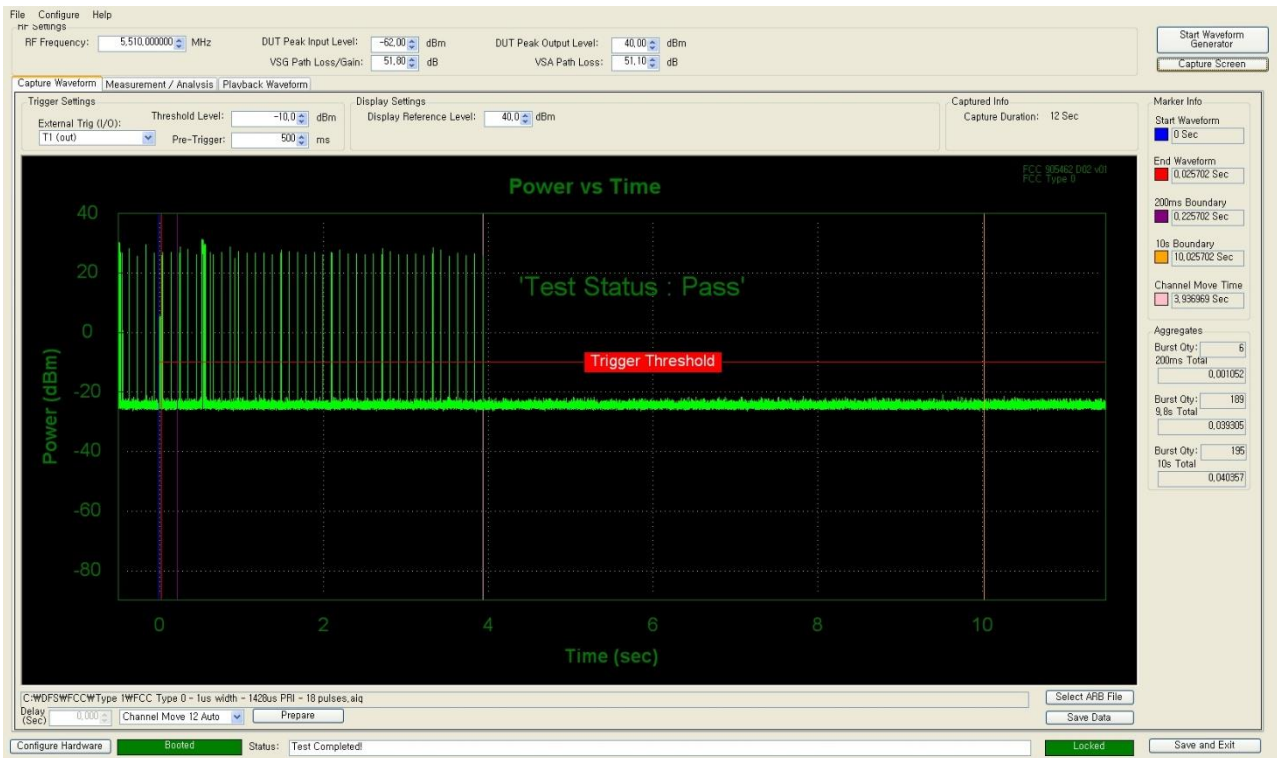 File Configure Help
RF Settings
RF Frequency: 5,510,000000 MHz
DUT Peak Input Level: -62,00 dBm
DUT Peak Output Level: 40,00 dBm
VSG Path Loss/Gain: 51,80 dB
VSA Path Loss: 51,10 dB
Start Waveform Generator
Capture Screen
Capture Waveform Measurement / Analysis Playback Waveform
Trigger Settings
External Trig (I/O):
T1 (out)
Threshold Level: -10,0 dBm
Pre-Trigger: 500 ms
Display Settings
Display Reference Level: 40,0 dBm
Captured Info
Capture Duration: 12 Sec
Marker Info
Start Waveform
0 Sec
End Waveform
0,025702 Sec
200ms Boundary
0,225702 Sec
10s Boundary
10,025702 Sec
Channel Move Time
3,936969 Sec
Aggregates
Burst Qty: 6
200ms Total
0,001052
Burst Qty: 189
9,8s Total
0,039305
Burst Qty: 195
10s Total
0,040357
FCC 905462 D02 v01
FCC Type 0
Power vs Time
'Test Status : Pass'
Trigger Threshold
Power (dBm)
40
20
0
-20
-40
-60
-80
0 2 4 6 8 10
Time (sec)
C:₩DFS₩FCC₩Type 1₩FCC Type 0 - 1us width - 1428us PRI - 18 pulses.aiq
Select ARB File
Delay (Sec) 0,000
Channel Move 12 Auto
Prepare
Save Data
Configure Hardware
Booted
Status: Test Completed!
Locked
Save and Exit